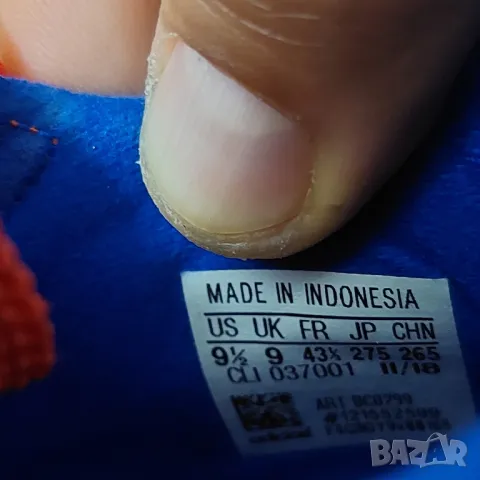 MADE IN INDONESIA
US UK FR JP CHN
9½ 9 43⅓ 275 265
CLI 037001 11/18
ART BC0799
BAZAR